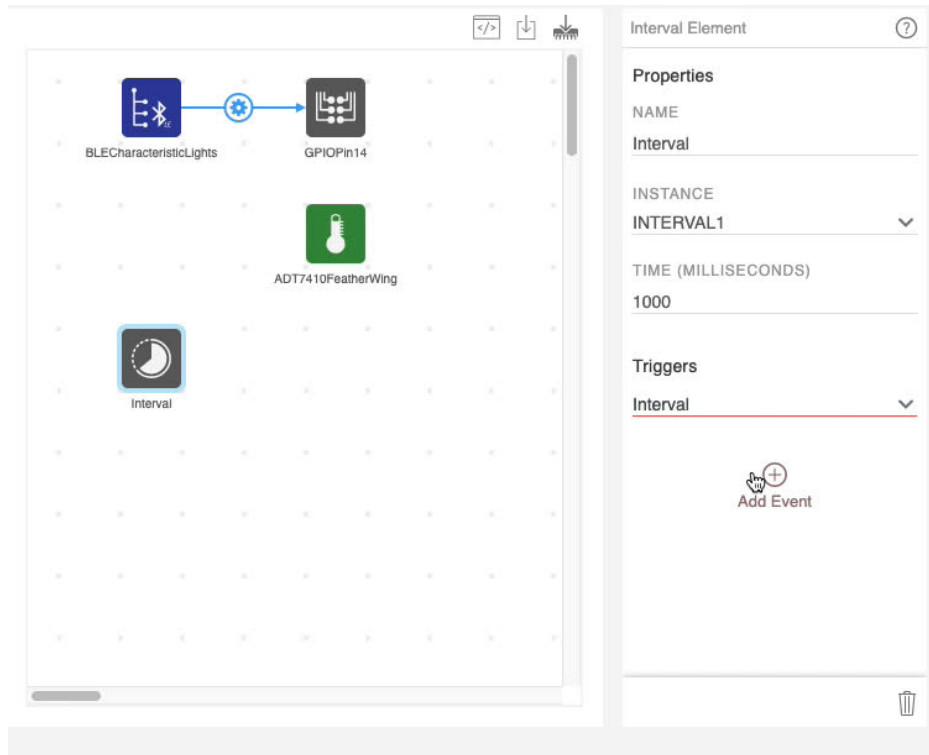 </>
Interval Element
?
BLECharacteristicLights
GPIOPin14
ADT7410FeatherWing
Interval
Properties
NAME
Interval
INSTANCE
INTERVAL1
TIME (MILLISECONDS)
1000
Triggers
Interval
Add Event